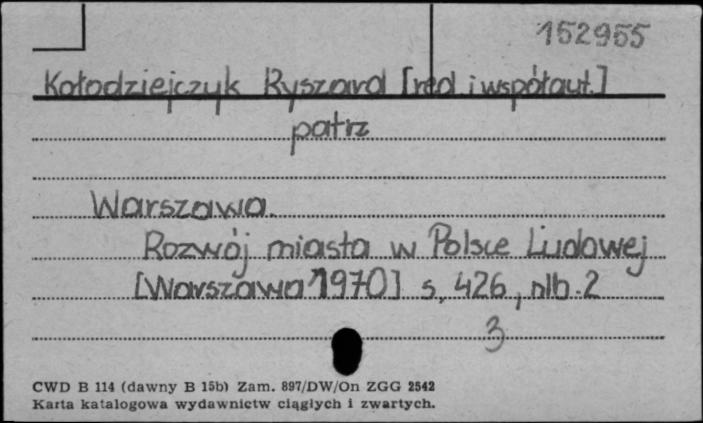 152955
Kołodziejczyk Ryszard [red i współaut.]
patrz
Warszawa.
Rozwój miasta w Polsce Ludowej
[Warszawa 1970] s. 426, nlb. 2
3
CWD B 114 (dawny B 15b) Zam. 897/DW/On ZGG 2542
Karta katalogowa wydawnictw ciągłych i zwartych.